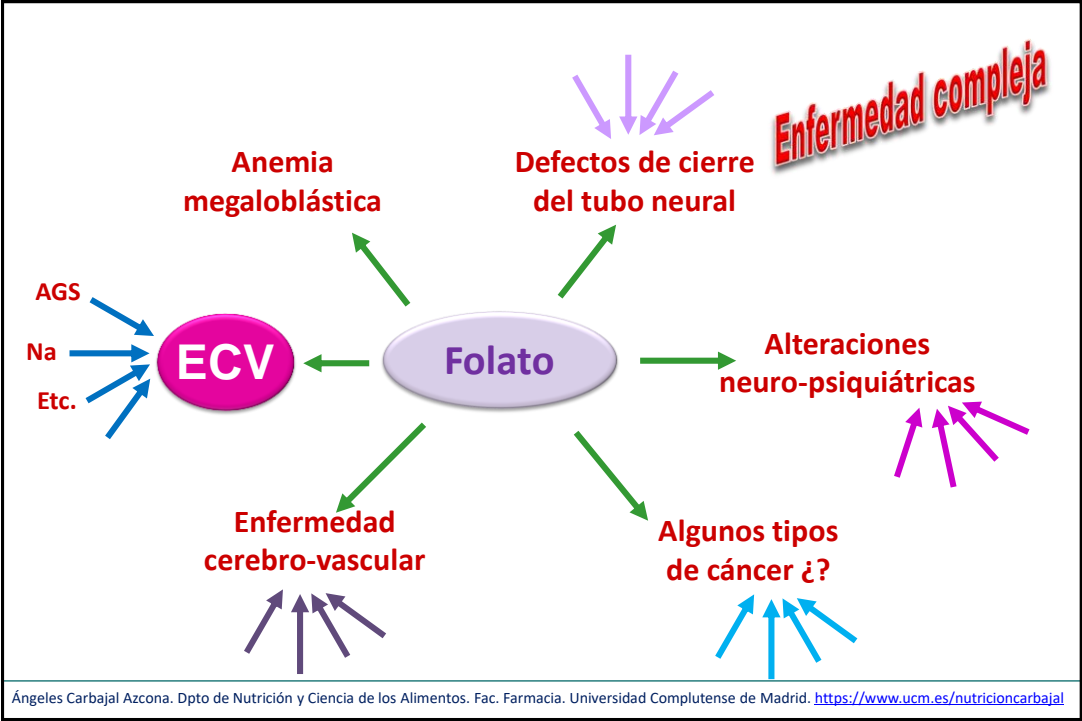 Enfermedad compleja
Anemia
megaloblástica
Defectos de cierre
del tubo neural
AGS
Na
Etc.
ECV
Folato
Alteraciones
neuro-psiquiátricas
Enfermedad
cerebro-vascular
Algunos tipos
de cáncer ¿?
Ángeles Carbajal Azcona. Dpto de Nutrición y Ciencia de los Alimentos. Fac. Farmacia. Universidad Complutense de Madrid. https://www.ucm.es/nutricioncarbajal